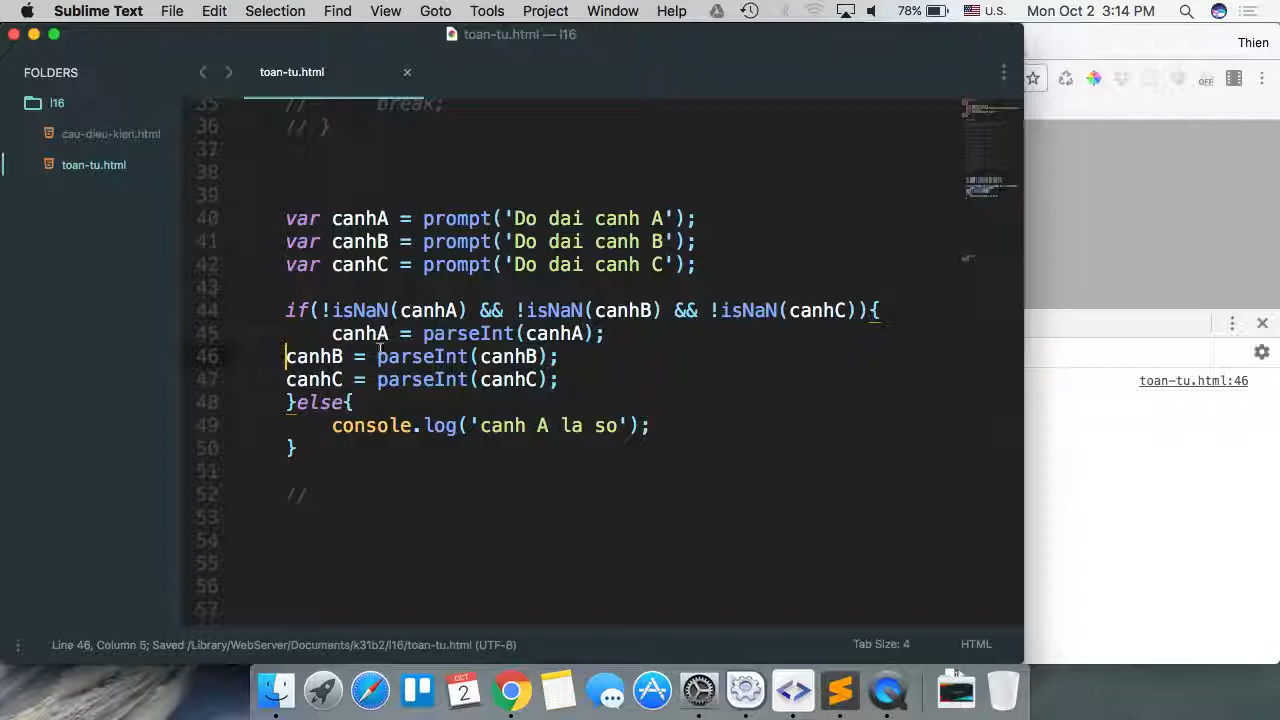 Sublime Text File Edit Selection Find View Goto Tools Project Window Help 78% U.S. Mon Oct 2 3:14 PM
toan-tu.html — l16
Thien
FOLDERS
toan-tu.html
l16
OFF
cau-dieu-kien.html
toan-tu.html
35 // break;
36 // }
37
38
39
40 var canhA = prompt('Do dai canh A');
41 var canhB = prompt('Do dai canh B');
42 var canhC = prompt('Do dai canh C');
43
44 if(!isNaN(canhA) && !isNaN(canhB) && !isNaN(canhC)){
45 canhA = parseInt(canhA);
46 canhB = parseInt(canhB);
47 canhC = parseInt(canhC);
48 }else{
49 console.log('canh A la so');
50 }
51
52 //
53
54
55
56
57
toan-tu.html:46
Line 46, Column 5; Saved /Library/WebServer/Documents/k31b2/l16/toan-tu.html (UTF-8) Tab Size: 4 HTML
OCT
2